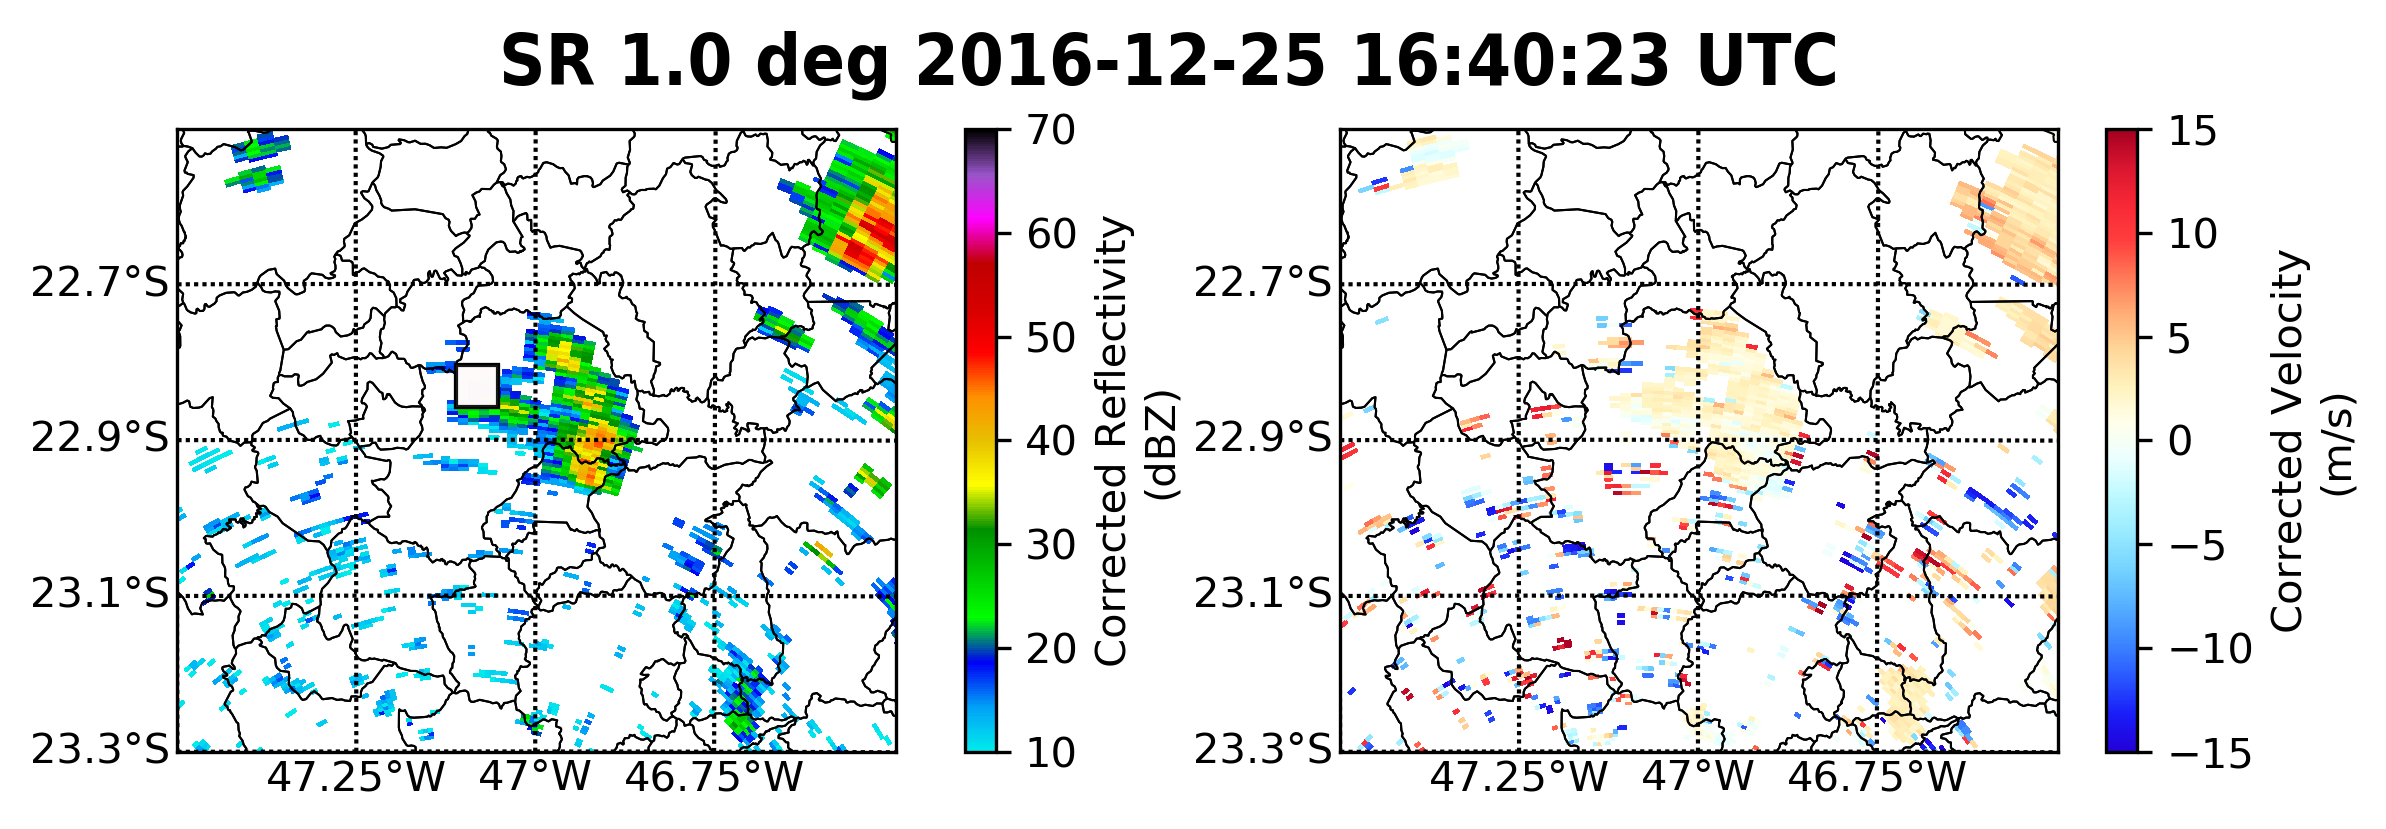 SR 1.0 deg 2016-12-25 16:40:23 UTC
22.7°S
22.9°S
23.1°S
23.3°S
47.25°W
47°W
46.75°W
70
60
50
40
30
20
10
Corrected Reflectivity
(dBZ)
22.7°S
22.9°S
23.1°S
23.3°S
47.25°W
47°W
46.75°W
15
10
5
0
−5
−10
−15
Corrected Velocity
(m/s)